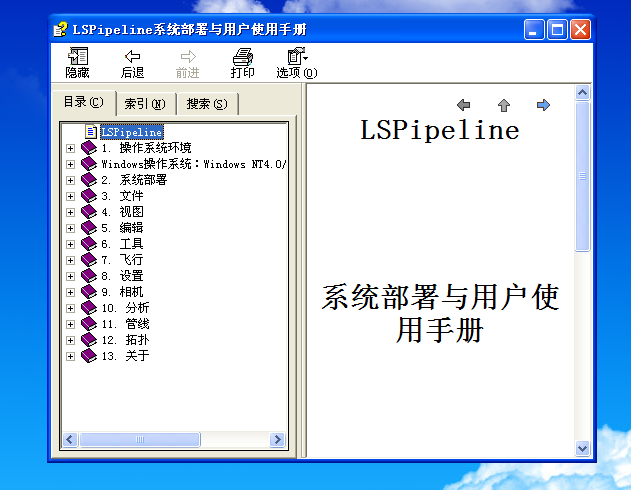 LSPipeline系统部署与用户使用手册
隐藏
后退
前进
打印
选项(O)
目录(C)
索引(N)
搜索(S)
LSPipeline
1. 操作系统环境
Windows操作系统：Windows NT4.0/
2. 系统部署
3. 文件
4. 视图
5. 编辑
6. 工具
7. 飞行
8. 设置
9. 相机
10. 分析
11. 管线
12. 拓扑
13. 关于
LSPipeline
系统部署与用户使
用手册